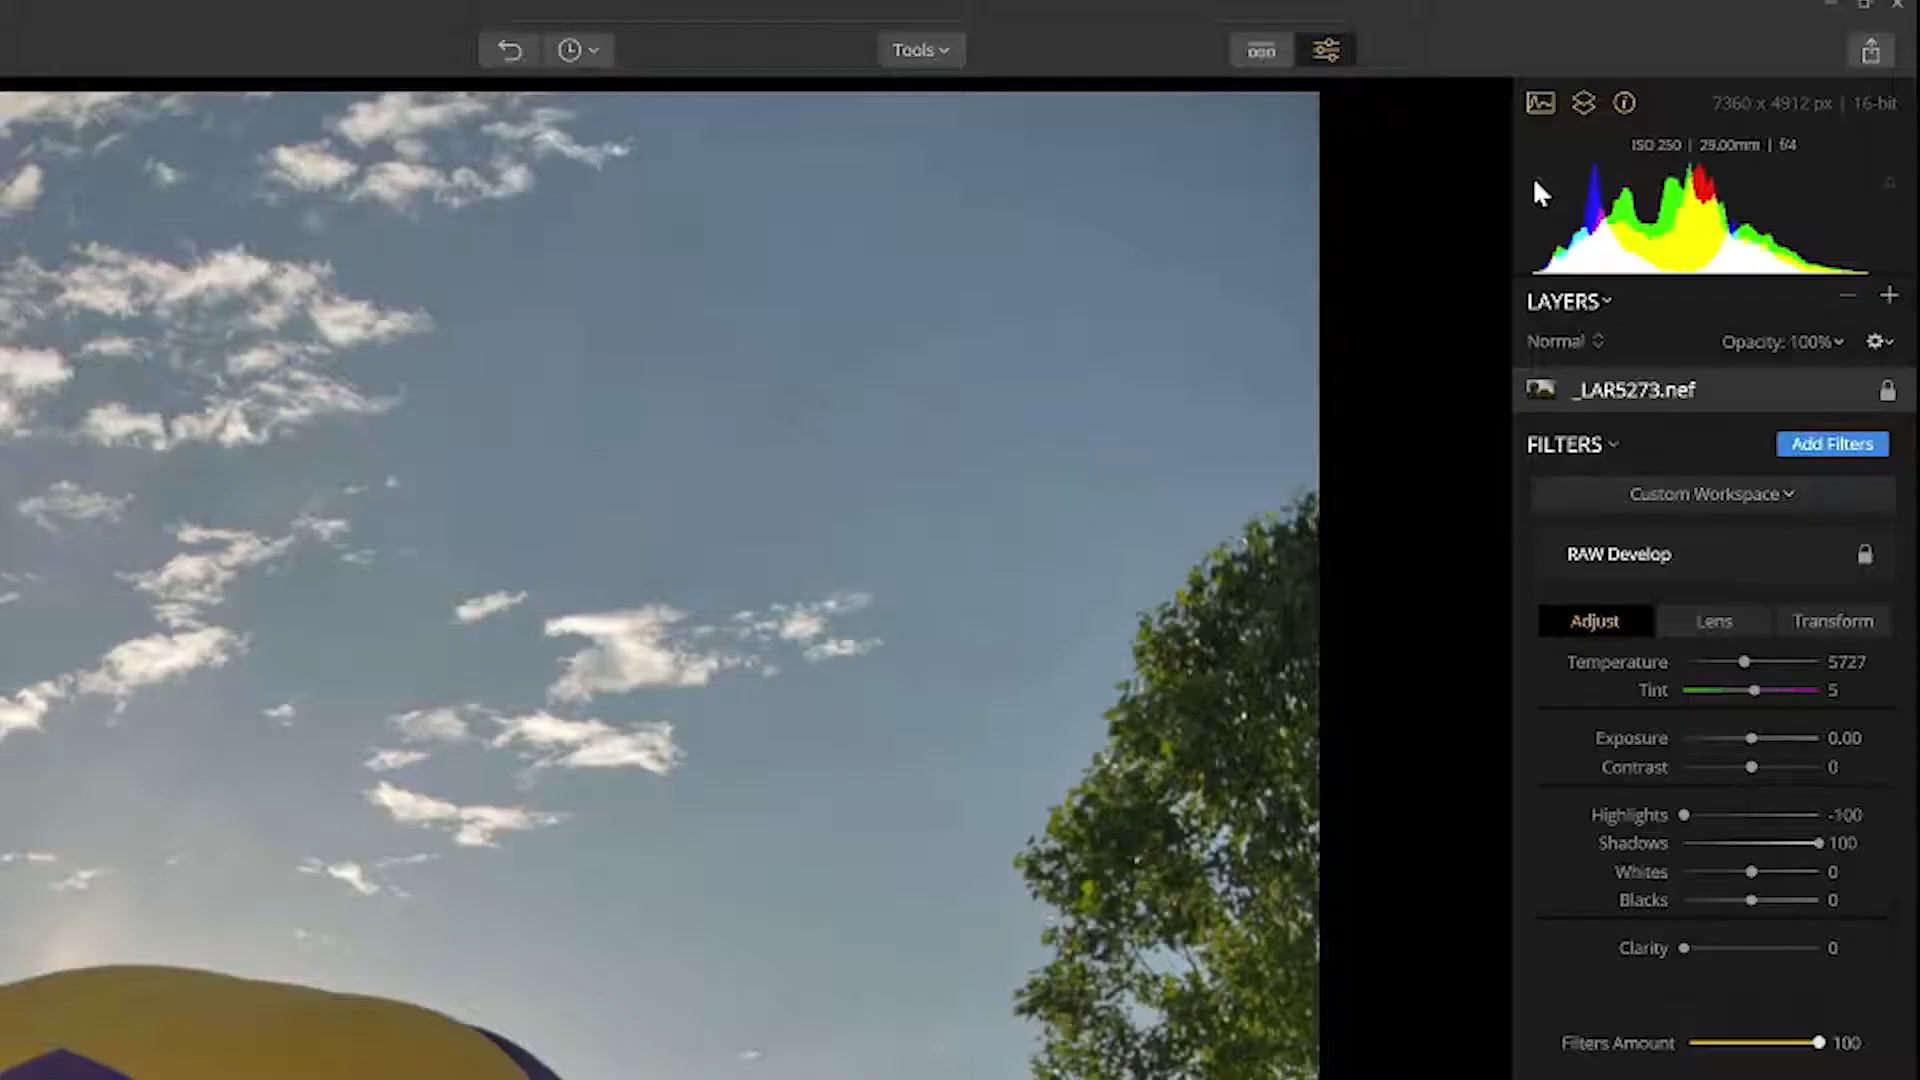 Tools
7360 x 4912 px | 16-bit
ISO 250 | 29.00mm | f/4
LAYERS
Normal Opacity: 100%
_LAR5273.nef
FILTERS Add Filters
Custom Workspace
RAW Develop
Adjust Lens Transform
Temperature 5727
Tint 5
Exposure 0.00
Contrast 0
Highlights -100
Shadows 100
Whites 0
Blacks 0
Clarity 0
Filters Amount 100